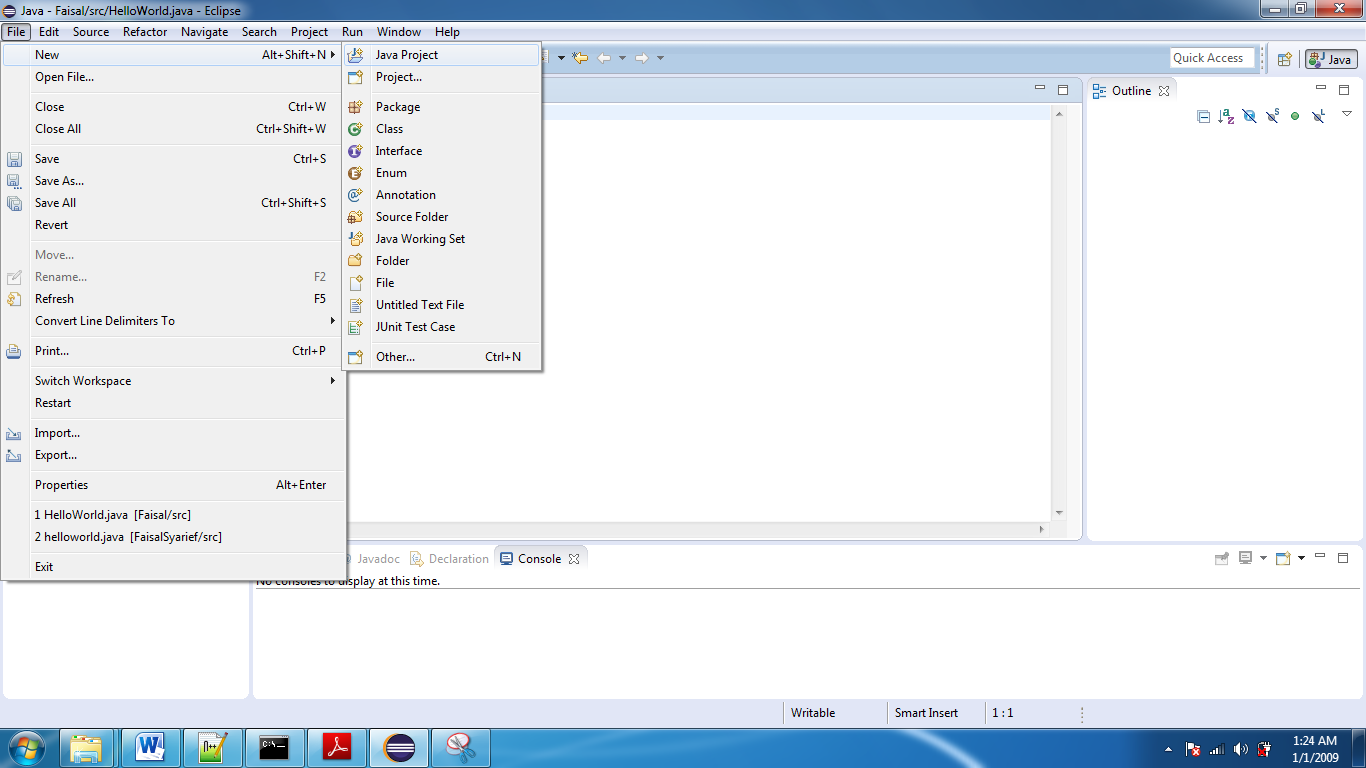 Java - Faisal/src/HelloWorld.java - Eclipse
File Edit Source Refactor Navigate Search Project Run Window Help
New Alt+Shift+N
Open File...
Close Ctrl+W
Close All Ctrl+Shift+W
Save Ctrl+S
Save As...
Save All Ctrl+Shift+S
Revert
Move...
Rename... F2
Refresh F5
Convert Line Delimiters To
Print... Ctrl+P
Switch Workspace
Restart
Import...
Export...
Properties Alt+Enter
1 HelloWorld.java [Faisal/src]
2 helloworld.java [FaisalSyarief/src]
Exit
Java Project
Project...
Package
Class
Interface
Enum
Annotation
Source Folder
Java Working Set
Folder
File
Untitled Text File
JUnit Test Case
Other... Ctrl+N
Quick Access
Java
Outline
Javadoc Declaration Console
No consoles to display at this time.
Writable Smart Insert 1 : 1
1:24 AM
1/1/2009